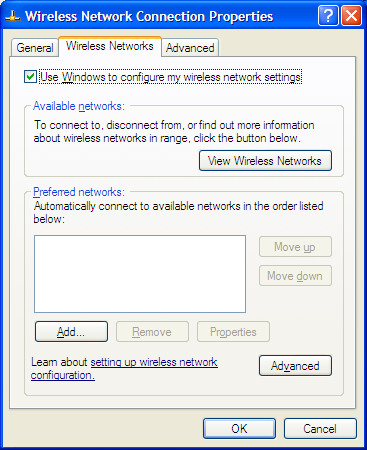 Wireless Network Connection Properties
General Wireless Networks Advanced
Use Windows to configure my wireless network settings
Available networks:
To connect to, disconnect from, or find out more information
about wireless networks in range, click the button below.
View Wireless Networks
Preferred networks:
Automatically connect to available networks in the order listed
below:
Move up
Move down
Add... Remove Properties
Learn about setting up wireless network
configuration.
Advanced
OK Cancel